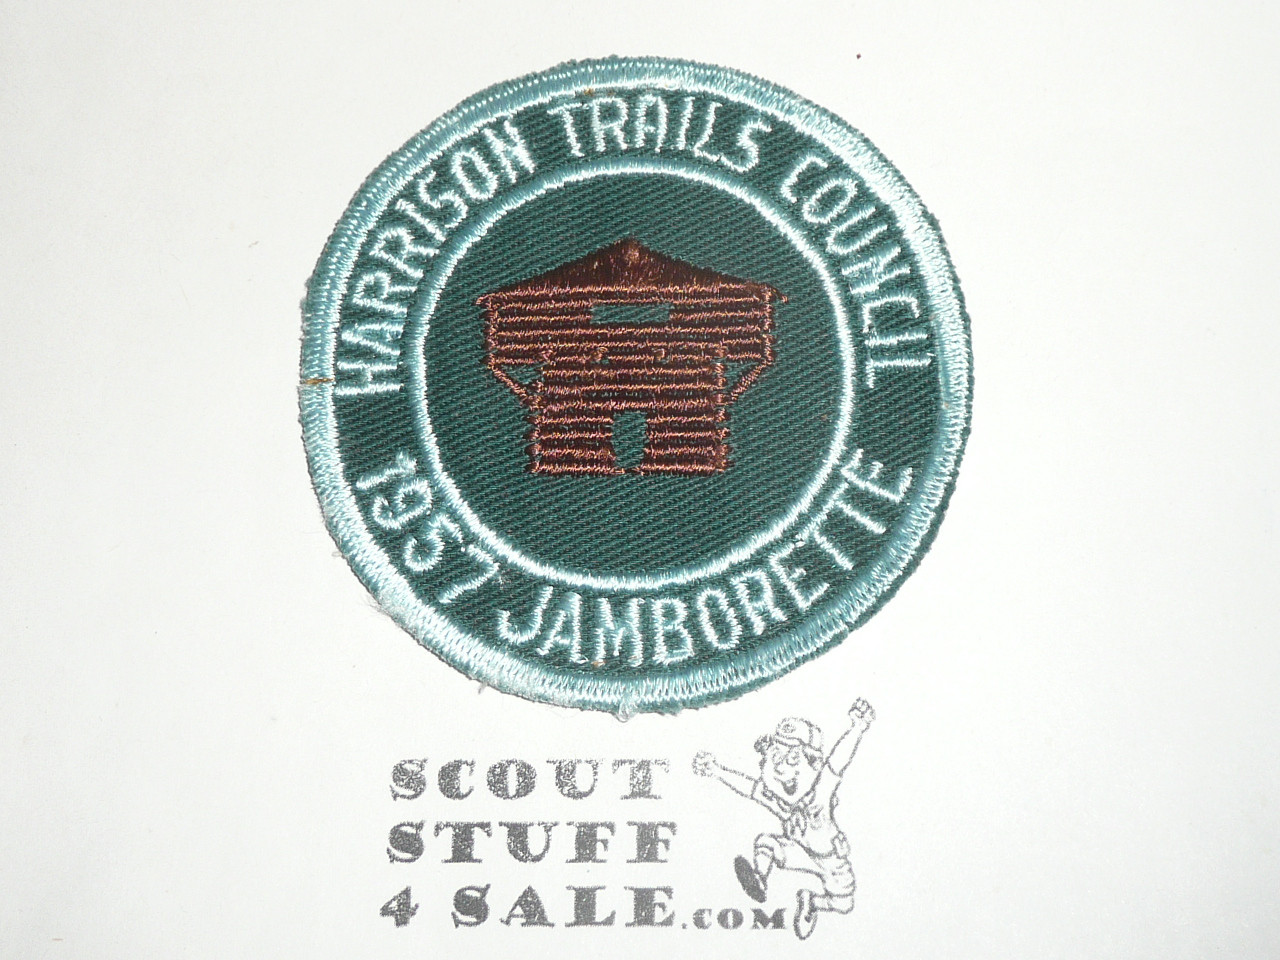 HARRISON TRAILS COUNCIL
1957 JAMBORETTE
SCOUT
STUFF
4 SALE.COM